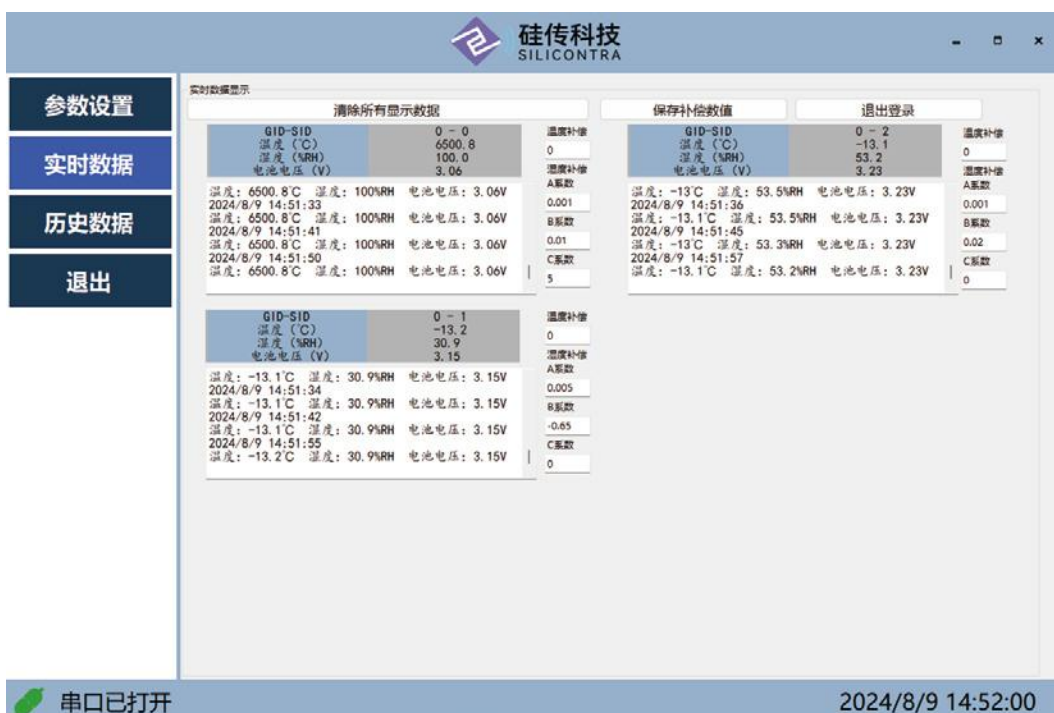 硅传科技
SILICONTRA
参数设置
实时数据
历史数据
退出
实时数据显示
清除所有显示数据
保存补偿数值
退出登录
GID-SID 0 - 0
温度（℃） 6500.8
湿度（%RH） 100.0
电池电压（V） 3.06
温度：6500.8℃ 湿度：100%RH 电池电压：3.06V
2024/8/9 14:51:33
温度：6500.8℃ 湿度：100%RH 电池电压：3.06V
2024/8/9 14:51:41
温度：6500.8℃ 湿度：100%RH 电池电压：3.06V
2024/8/9 14:51:50
温度：6500.8℃ 湿度：100%RH 电池电压：3.06V
温度补偿
0
湿度补偿
A系数
0.001
B系数
0.01
C系数
5
GID-SID 0 - 2
温度（℃） -13.1
湿度（%RH） 53.2
电池电压（V） 3.23
温度：-13℃ 湿度：53.5%RH 电池电压：3.23V
2024/8/9 14:51:36
温度：-13.1℃ 湿度：53.5%RH 电池电压：3.23V
2024/8/9 14:51:45
温度：-13℃ 湿度：53.3%RH 电池电压：3.23V
2024/8/9 14:51:57
温度：-13.1℃ 湿度：53.2%RH 电池电压：3.23V
温度补偿
0
湿度补偿
A系数
0.001
B系数
0.02
C系数
0
GID-SID 0 - 1
温度（℃） -13.2
湿度（%RH） 30.9
电池电压（V） 3.15
温度：-13.1℃ 湿度：30.9%RH 电池电压：3.15V
2024/8/9 14:51:34
温度：-13.1℃ 湿度：30.9%RH 电池电压：3.15V
2024/8/9 14:51:42
温度：-13.1℃ 湿度：30.9%RH 电池电压：3.15V
2024/8/9 14:51:55
温度：-13.2℃ 湿度：30.9%RH 电池电压：3.15V
温度补偿
0
湿度补偿
A系数
0.005
B系数
-0.65
C系数
0
串口已打开
2024/8/9 14:52:00